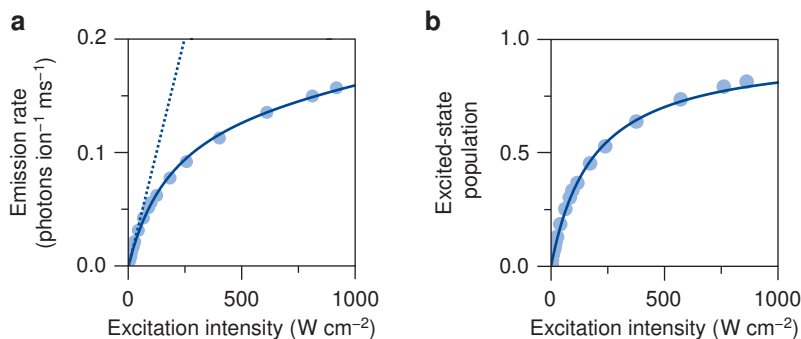 a
Emission rate
(photons ion⁻¹ ms⁻¹)
0.2
0.1
0.0
0
500
1000
Excitation intensity (W cm⁻²)
b
Excited-state
population
1.0
0.5
0.0
0
500
1000
Excitation intensity (W cm⁻²)